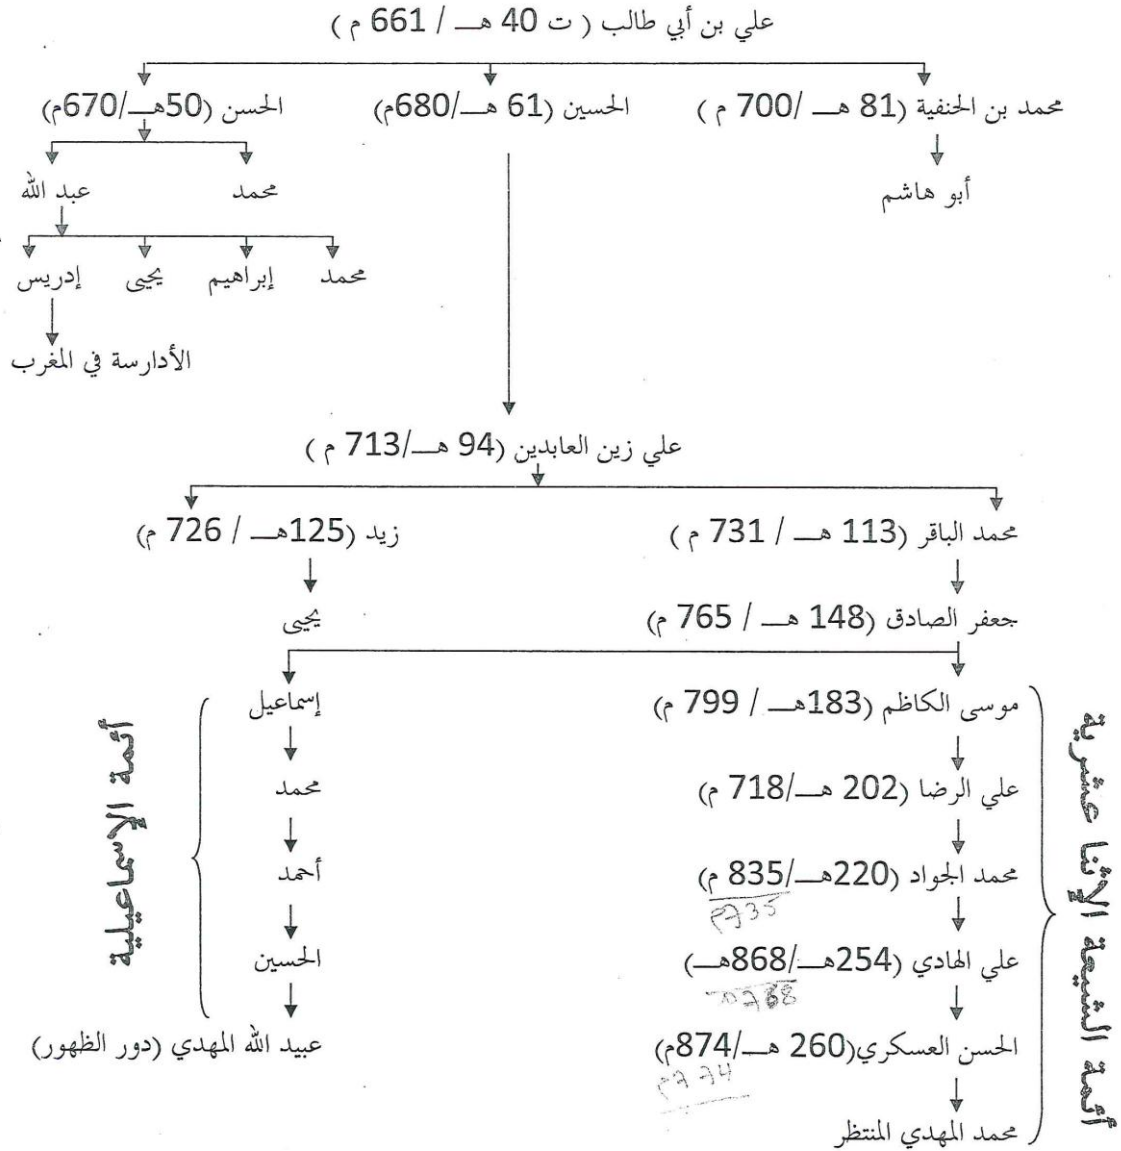 علي بن أبي طالب ( ت 40 هـ / 661 م )
محمد بن الحنفية (81 هـ /700 م )
الحسين (61 هـ/680م)
الحسن (50هـ/670م)
أبو هاشم
محمد
عبد الله
محمد
إبراهيم
يحيى
إدريس
الأدارسة في المغرب
علي زين العابدين (94 هـ/713 م )
محمد الباقر (113 هـ / 731 م )
زيد (125هـ / 726 م)
جعفر الصادق (148 هـ / 765 م)
يحيى
أئمة الشيعة الإثنا عشرية
موسى الكاظم (183هـ / 799 م)
علي الرضا (202 هـ/718 م)
محمد الجواد (220هـ/835 م)
735م
علي الهادي (254هـ/868هـ)
768
الحسن العسكري(260 هـ/874م)
774م
محمد المهدي المنتظر
إسماعيل
محمد
أحمد
الحسين
عبيد الله المهدي (دور الظهور)
أئمة الإسماعيلية